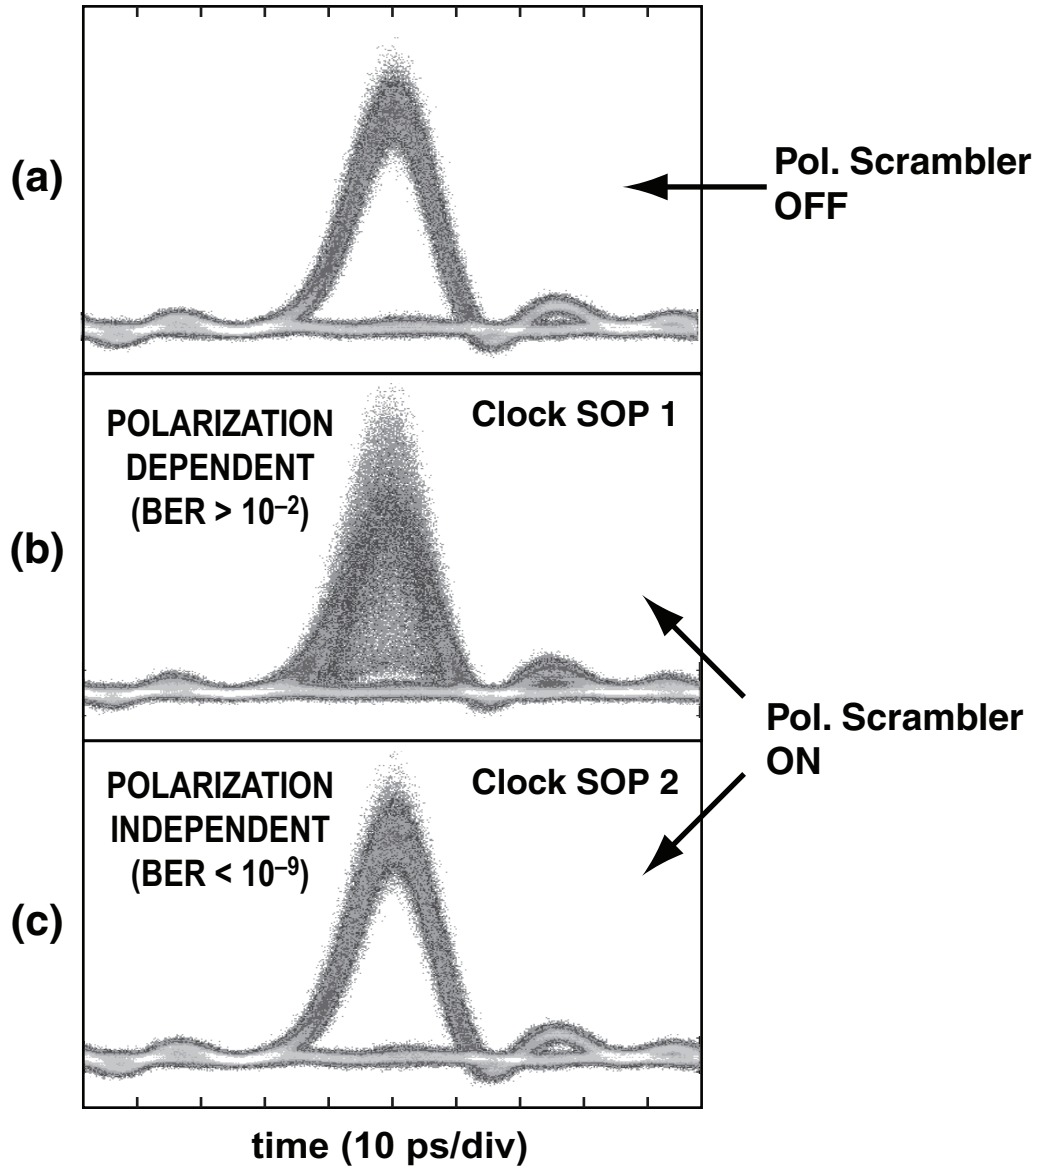 (a)
Pol. Scrambler
OFF
(b)
POLARIZATION
DEPENDENT
(BER > 10⁻²)
Clock SOP 1
Pol. Scrambler
ON
(c)
POLARIZATION
INDEPENDENT
(BER < 10⁻⁹)
Clock SOP 2
time (10 ps/div)